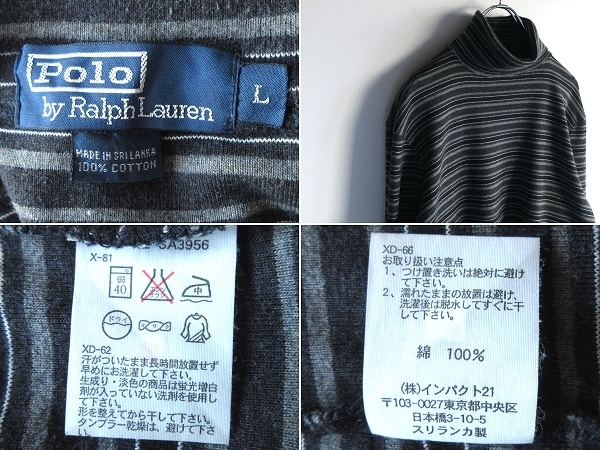 Polo
by Ralph Lauren
L
MADE IN SRI LANKA
100% COTTON
SA3956
X-81
弱
40
中
ドライ
XD-62
汗がついたまま長時間放置せず
早めにお洗濯して下さい。
生成り・淡色の商品は蛍光増白
剤が入っていない洗剤を使用し
て下さい。
形を整えてから干して下さい。
タンブラー乾燥は、避けて下さ
い。
XD-66
お取り扱い注意点
1、つけ置き洗いは絶対に避け
て下さい。
2、濡れたままの放置は避け、
洗濯後は脱水してすぐに干
して下さい。
綿 100%
(株)インパクト21
〒103-0027東京都中央区
日本橋3-10-5
スリランカ製